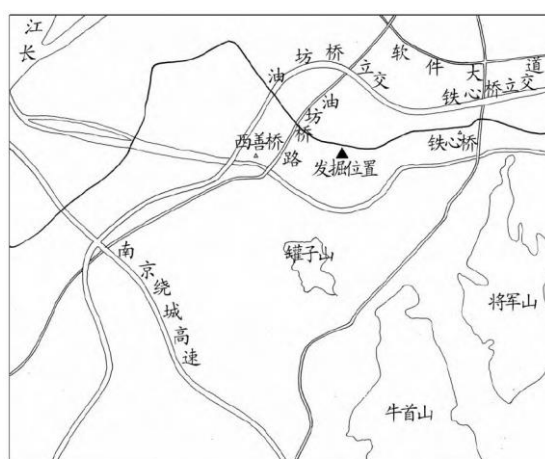 长江
油坊桥立交
软件大道
铁心桥立交
油坊桥路
西善桥
铁心桥
发掘位置
罐子山
南京绕城高速
将军山
牛首山